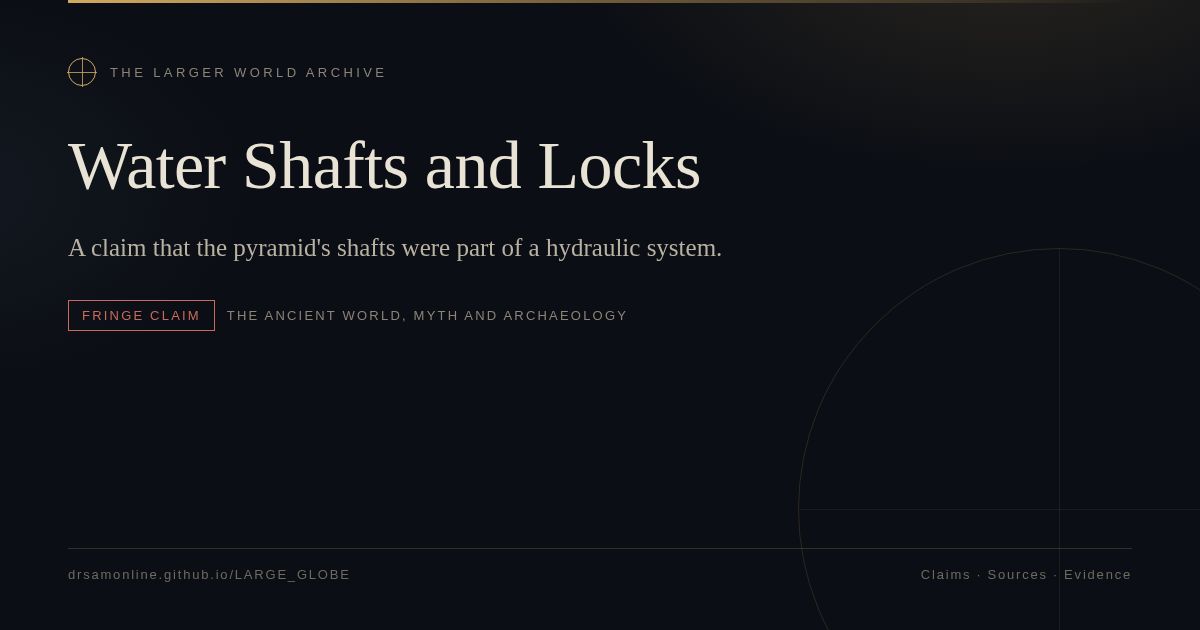 THE LARGER WORLD ARCHIVE
Water Shafts and Locks
A claim that the pyramid's shafts were part of a hydraulic system.
FRINGE CLAIM
THE ANCIENT WORLD, MYTH AND ARCHAEOLOGY
drsamonline.github.io/LARGE_GLOBE
Claims · Sources · Evidence